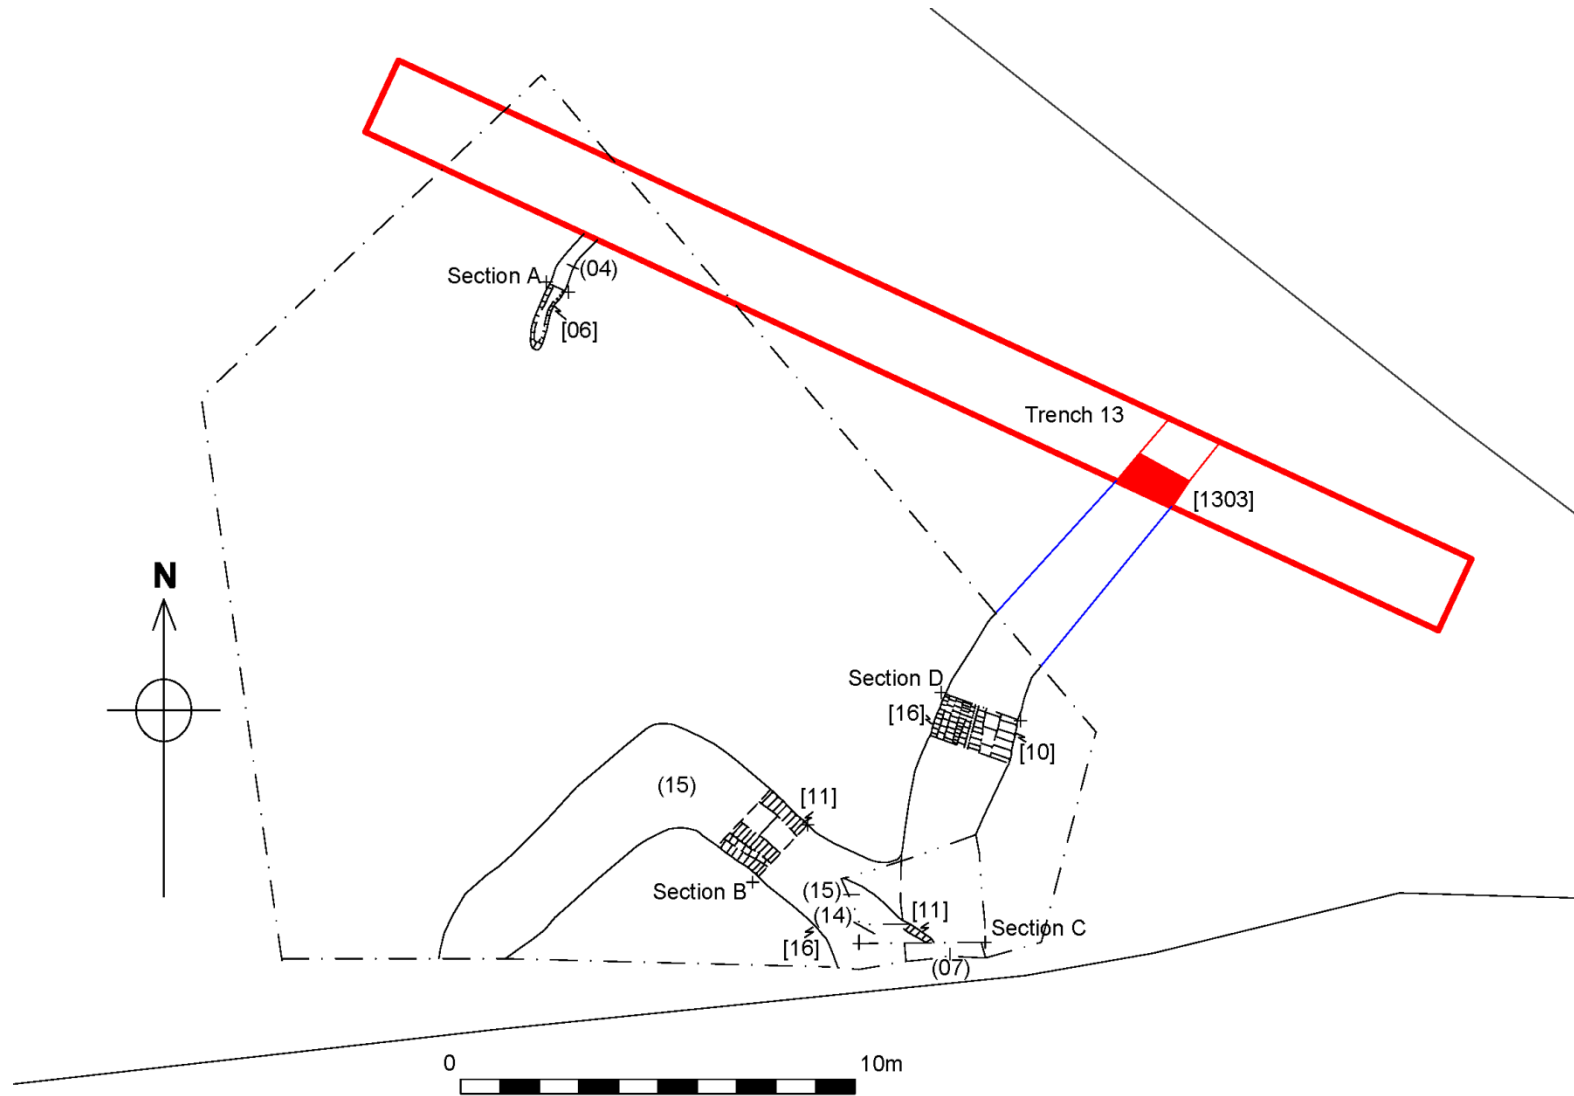 Section A
(04)
[06]
Trench 13
[1303]
N
Section D
[16]
[10]
(15)
[11]
Section B
(15)
(14)
[11]
[16]
Section C
(07)
0
10m